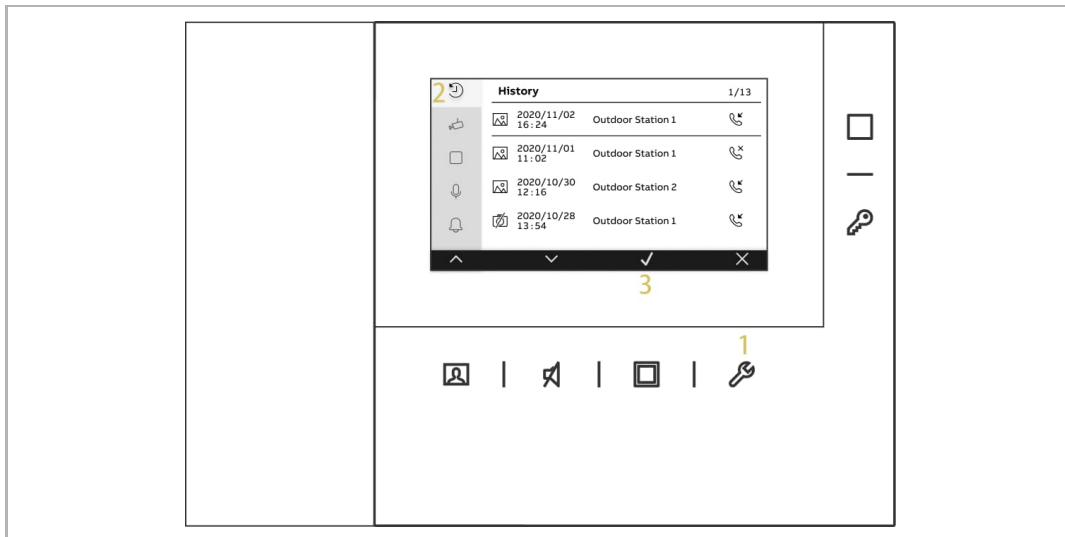 2
History 1/13
2020/11/02
16:24
Outdoor Station 1
2020/11/01
11:02
Outdoor Station 1
2020/10/30
12:16
Outdoor Station 2
2020/10/28
13:54
Outdoor Station 1
3
1